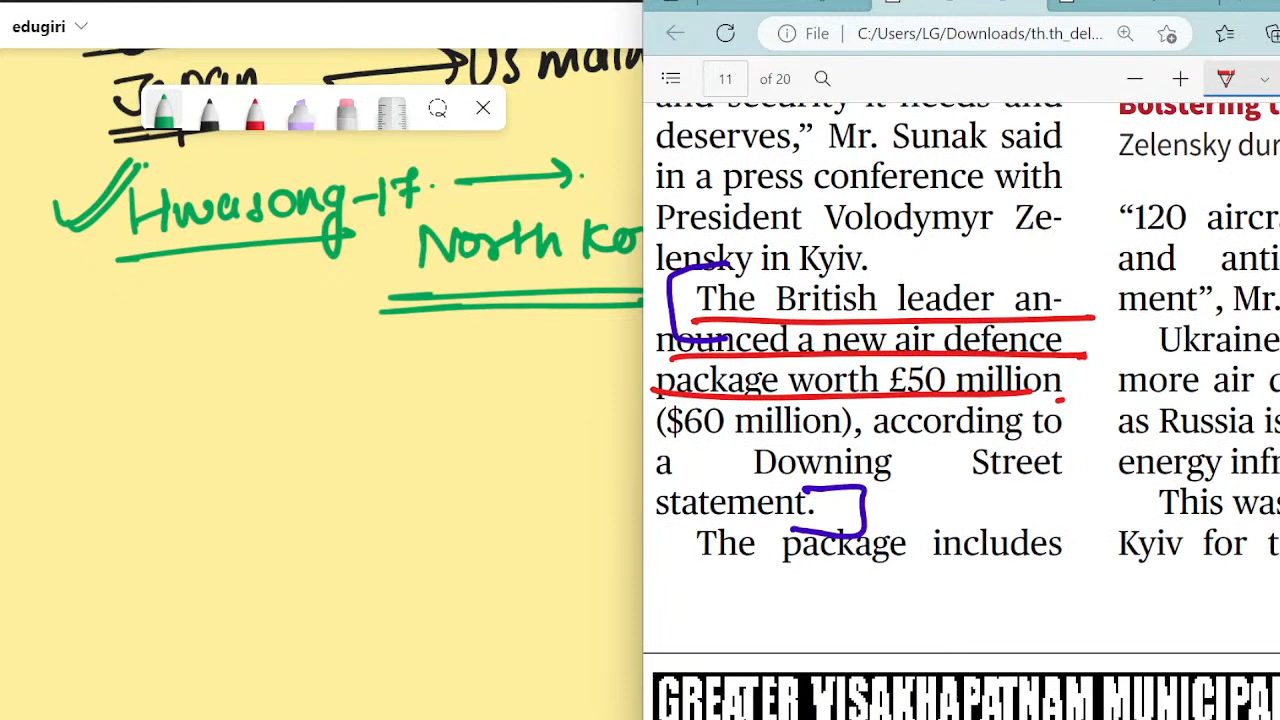 edugiri
Japan → US main
Hwasong-17 →
North Ko
File C:/Users/LG/Downloads/th.th_del...
11 of 20
and security it needs and
deserves,” Mr. Sunak said
in a press conference with
President Volodymyr Ze-
lensky in Kyiv.
The British leader an-
nounced a new air defence
package worth £50 million
($60 million), according to
a Downing Street
statement.
The package includes
Bolstering t
Zelensky dur
“120 aircra
and anti
ment”, Mr.
Ukraine
more air d
as Russia is
energy infr
This was
Kyiv for t
GREATER VISAKHAPATNAM MUNICIPA